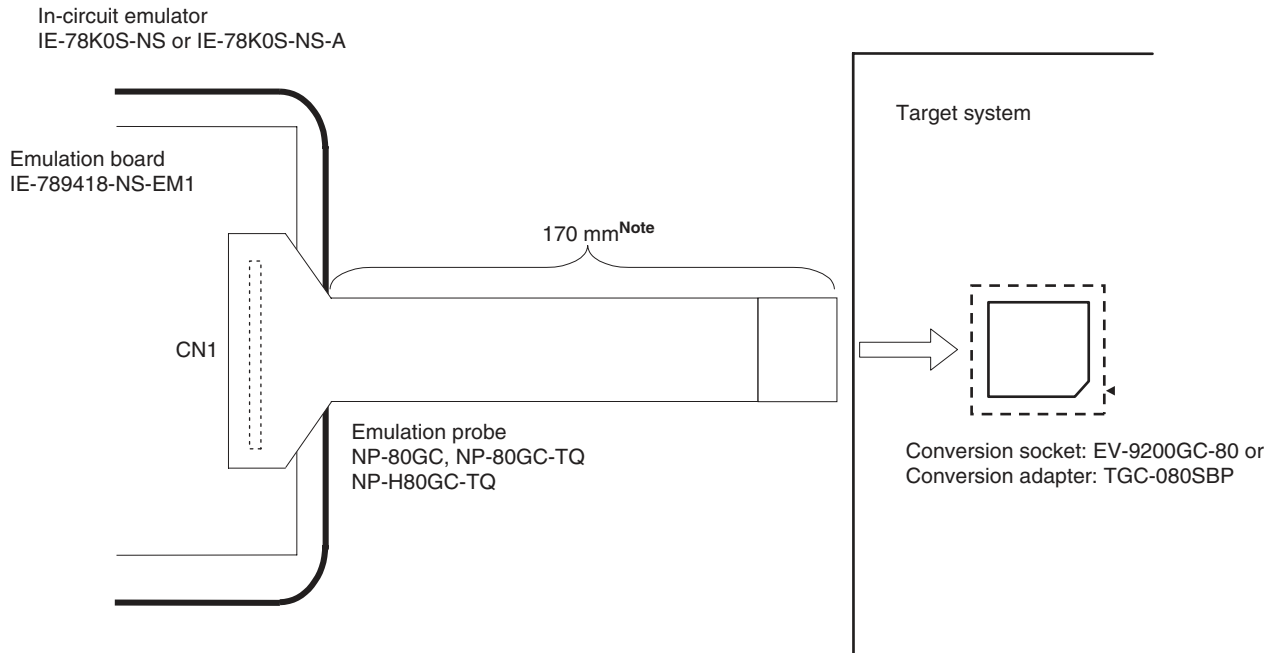 In-circuit emulator
IE-78K0S-NS or IE-78K0S-NS-A
Target system
Emulation board
IE-789418-NS-EM1
170 mmNote
CN1
Emulation probe
NP-80GC, NP-80GC-TQ
NP-H80GC-TQ
Conversion socket: EV-9200GC-80 or
Conversion adapter: TGC-080SBP